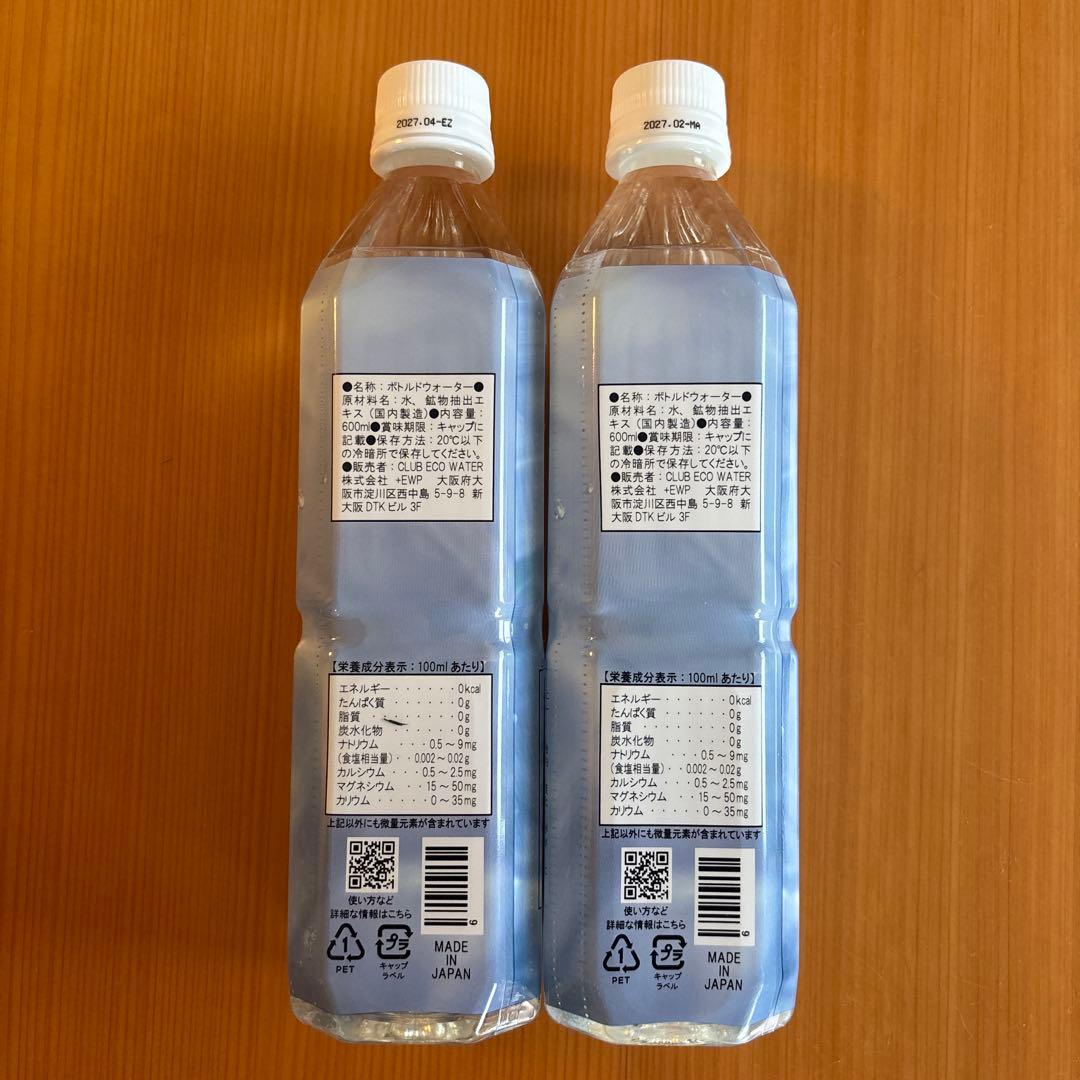 2027.04-EZ
●名称：ボトルドウォーター●
原材料名：水、鉱物抽出エ
キス（国内製造）●内容量：
600ml●賞味期限：キャップに
記載●保存方法：20℃以下
の冷暗所で保存してください。
●販売者：CLUB ECO WATER
株式会社 +EWP 大阪府大
阪市淀川区西中島 5-9-8 新
大阪 DTK ビル 3F
【栄養成分表示：100ml あたり】
エネルギー・・・・・・0kcal
たんぱく質・・・・・・0g
脂質・・・・・・0g
炭水化物・・・・・・0g
ナトリウム・・・0.5～9mg
（食塩相当量）・・0.002～0.02g
カルシウム・・・0.5～2.5mg
マグネシウム・・・15～50mg
カリウム・・・・・0～35mg
上記以外にも微量元素が含まれています
使い方など
詳細な情報はこちら
9
1
PET
プラ
キャップ
ラベル
MADE
IN
JAPAN
2027.02-MA
●名称：ボトルドウォーター●
原材料名：水、鉱物抽出エ
キス（国内製造）●内容量：
600ml●賞味期限：キャップに
記載●保存方法：20℃以下
の冷暗所で保存してください。
●販売者：CLUB ECO WATER
株式会社 +EWP 大阪府大
阪市淀川区西中島 5-9-8 新
大阪 DTK ビル 3F
【栄養成分表示：100ml あたり】
エネルギー・・・・・・0kcal
たんぱく質・・・・・・0g
脂質・・・・・・0g
炭水化物・・・・・・0g
ナトリウム・・・0.5～9mg
（食塩相当量）・・0.002～0.02g
カルシウム・・・0.5～2.5mg
マグネシウム・・・15～50mg
カリウム・・・・・0～35mg
上記以外にも微量元素が含まれています
使い方など
詳細な情報はこちら
9
1
PET
プラ
キャップ
ラベル
MADE
IN
JAPAN